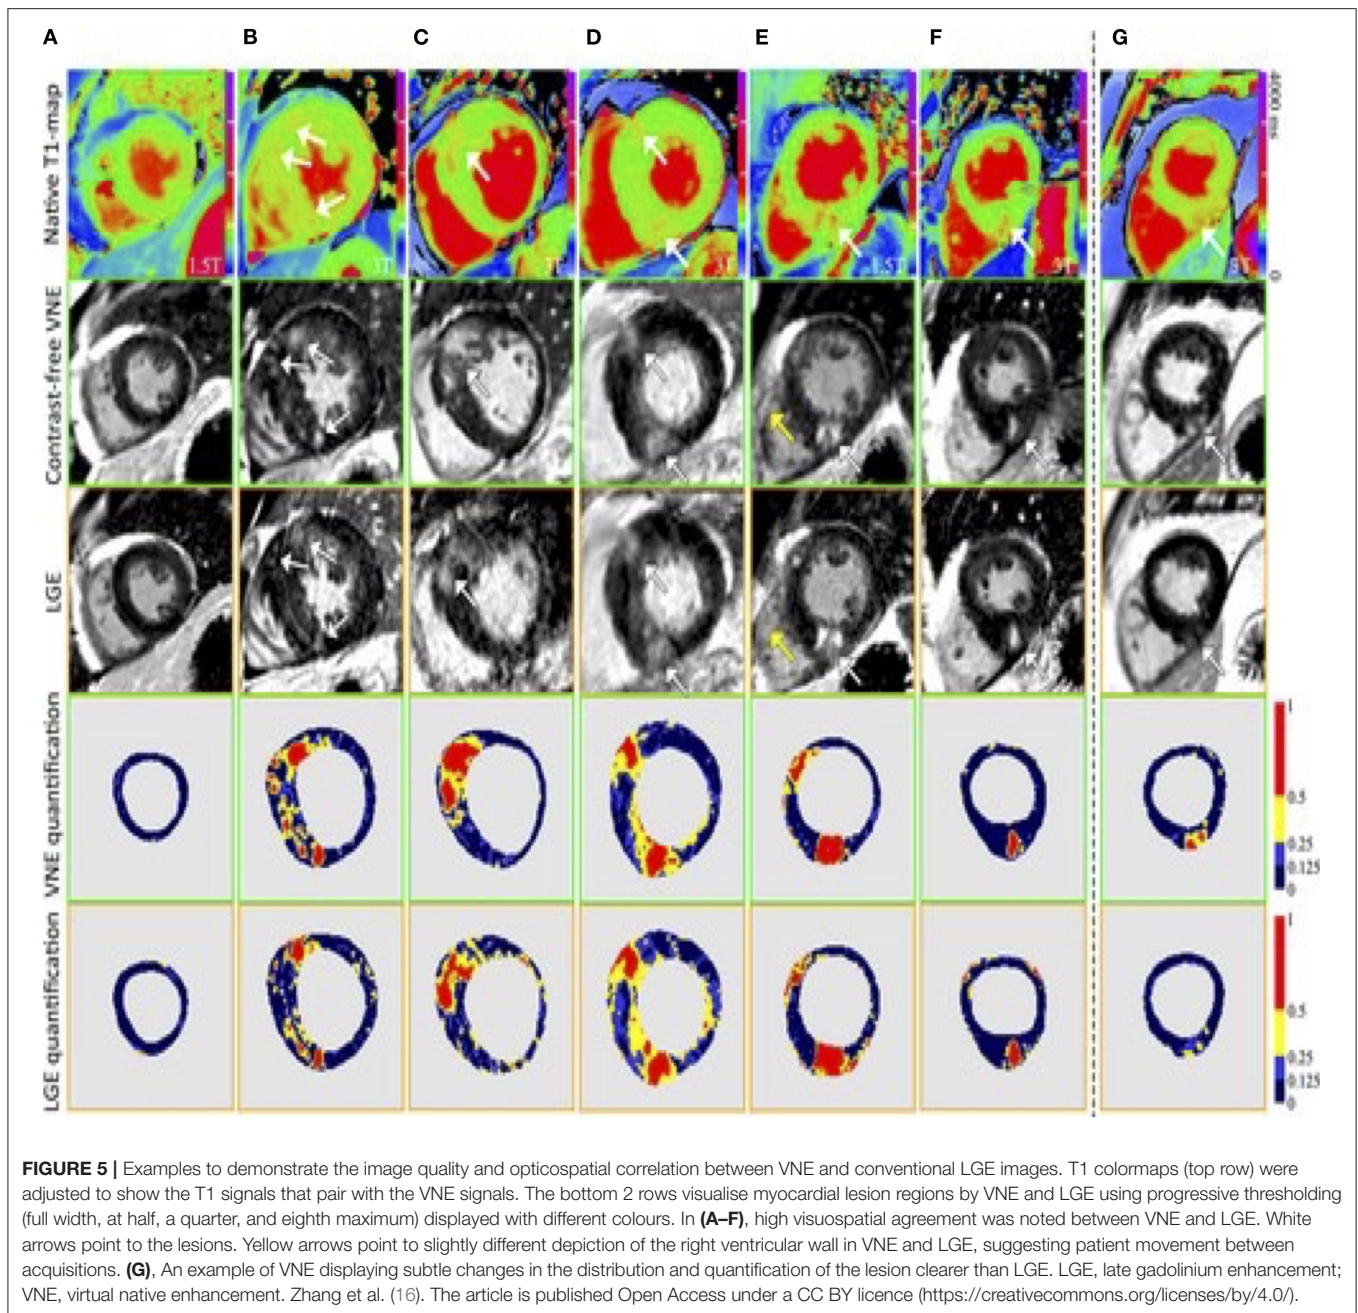 A B C D E F G
Native T1-map
1.5T 3T 3T 3T 1.5T 3T 3T
4000 ms
0
Contrast-free VNE
LGE
VNE quantification
1
0.5
0.25
0.125
0
LGE quantification
1
0.5
0.25
0.125
0
FIGURE 5 | Examples to demonstrate the image quality and opticospatial correlation between VNE and conventional LGE images. T1 colormaps (top row) were
adjusted to show the T1 signals that pair with the VNE signals. The bottom 2 rows visualise myocardial lesion regions by VNE and LGE using progressive thresholding
(full width, at half, a quarter, and eighth maximum) displayed with different colours. In (A–F), high visuospatial agreement was noted between VNE and LGE. White
arrows point to the lesions. Yellow arrows point to slightly different depiction of the right ventricular wall in VNE and LGE, suggesting patient movement between
acquisitions. (G), An example of VNE displaying subtle changes in the distribution and quantification of the lesion clearer than LGE. LGE, late gadolinium enhancement;
VNE, virtual native enhancement. Zhang et al. (16). The article is published Open Access under a CC BY licence (https://creativecommons.org/licenses/by/4.0/).